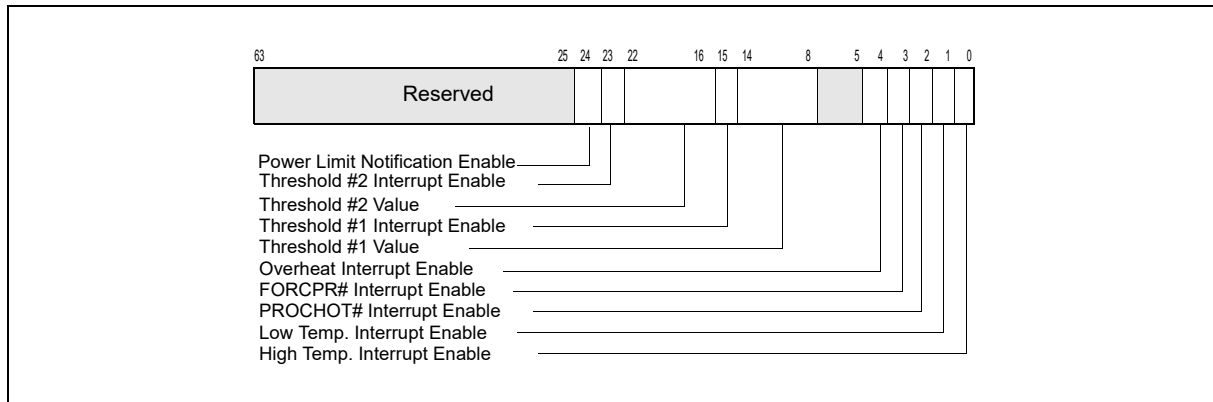 63 25 24 23 22 16 15 14 8 5 4 3 2 1 0
Reserved
Power Limit Notification Enable
Threshold #2 Interrupt Enable
Threshold #2 Value
Threshold #1 Interrupt Enable
Threshold #1 Value
Overheat Interrupt Enable
FORCPR# Interrupt Enable
PROCHOT# Interrupt Enable
Low Temp. Interrupt Enable
High Temp. Interrupt Enable